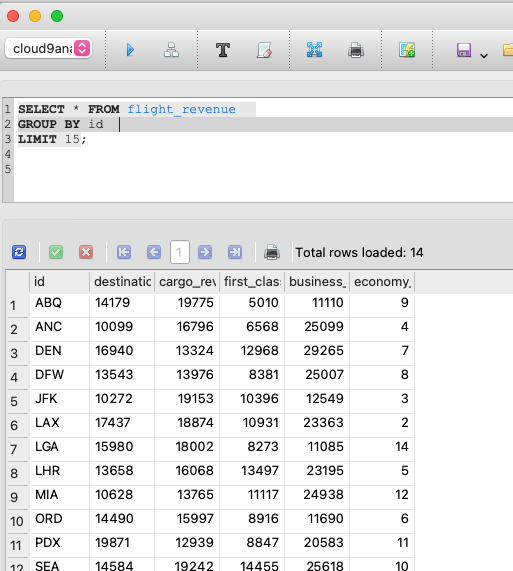 cloud9ana
T
1 SELECT * FROM flight_revenue
2 GROUP BY id
3 LIMIT 15;
4
5
1
Total rows loaded: 14
id destinatic cargo_rev first_clas business_ economy_
1 ABQ 14179 19775 5010 11110 9
2 ANC 10099 16796 6568 25099 4
3 DEN 16940 13324 12968 29265 7
4 DFW 13543 13976 8381 25007 8
5 JFK 10272 19153 10396 12549 3
6 LAX 17437 18874 10931 23363 2
7 LGA 15980 18002 8273 11085 14
8 LHR 13658 16068 13497 23195 5
9 MIA 10628 13765 11117 24938 12
10 ORD 14490 15997 8916 11690 6
11 PDX 19871 12939 8847 20583 11
12 SEA 14584 19242 14455 25618 10